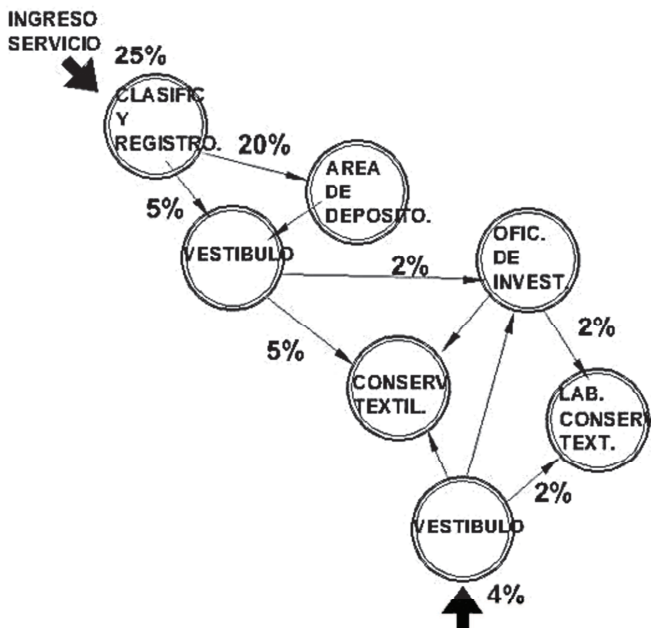 INGRESO
SERVICIO
25%
CLASIFIC
Y
REGISTRO.
20%
AREA
DE
DEPOSITO.
5%
VESTIBULO
2%
OFIC.
DE
INVEST.
5%
2%
CONSERV
TEXTIL.
LAB.
CONSERV
TEXT.
2%
VESTIBULO
4%